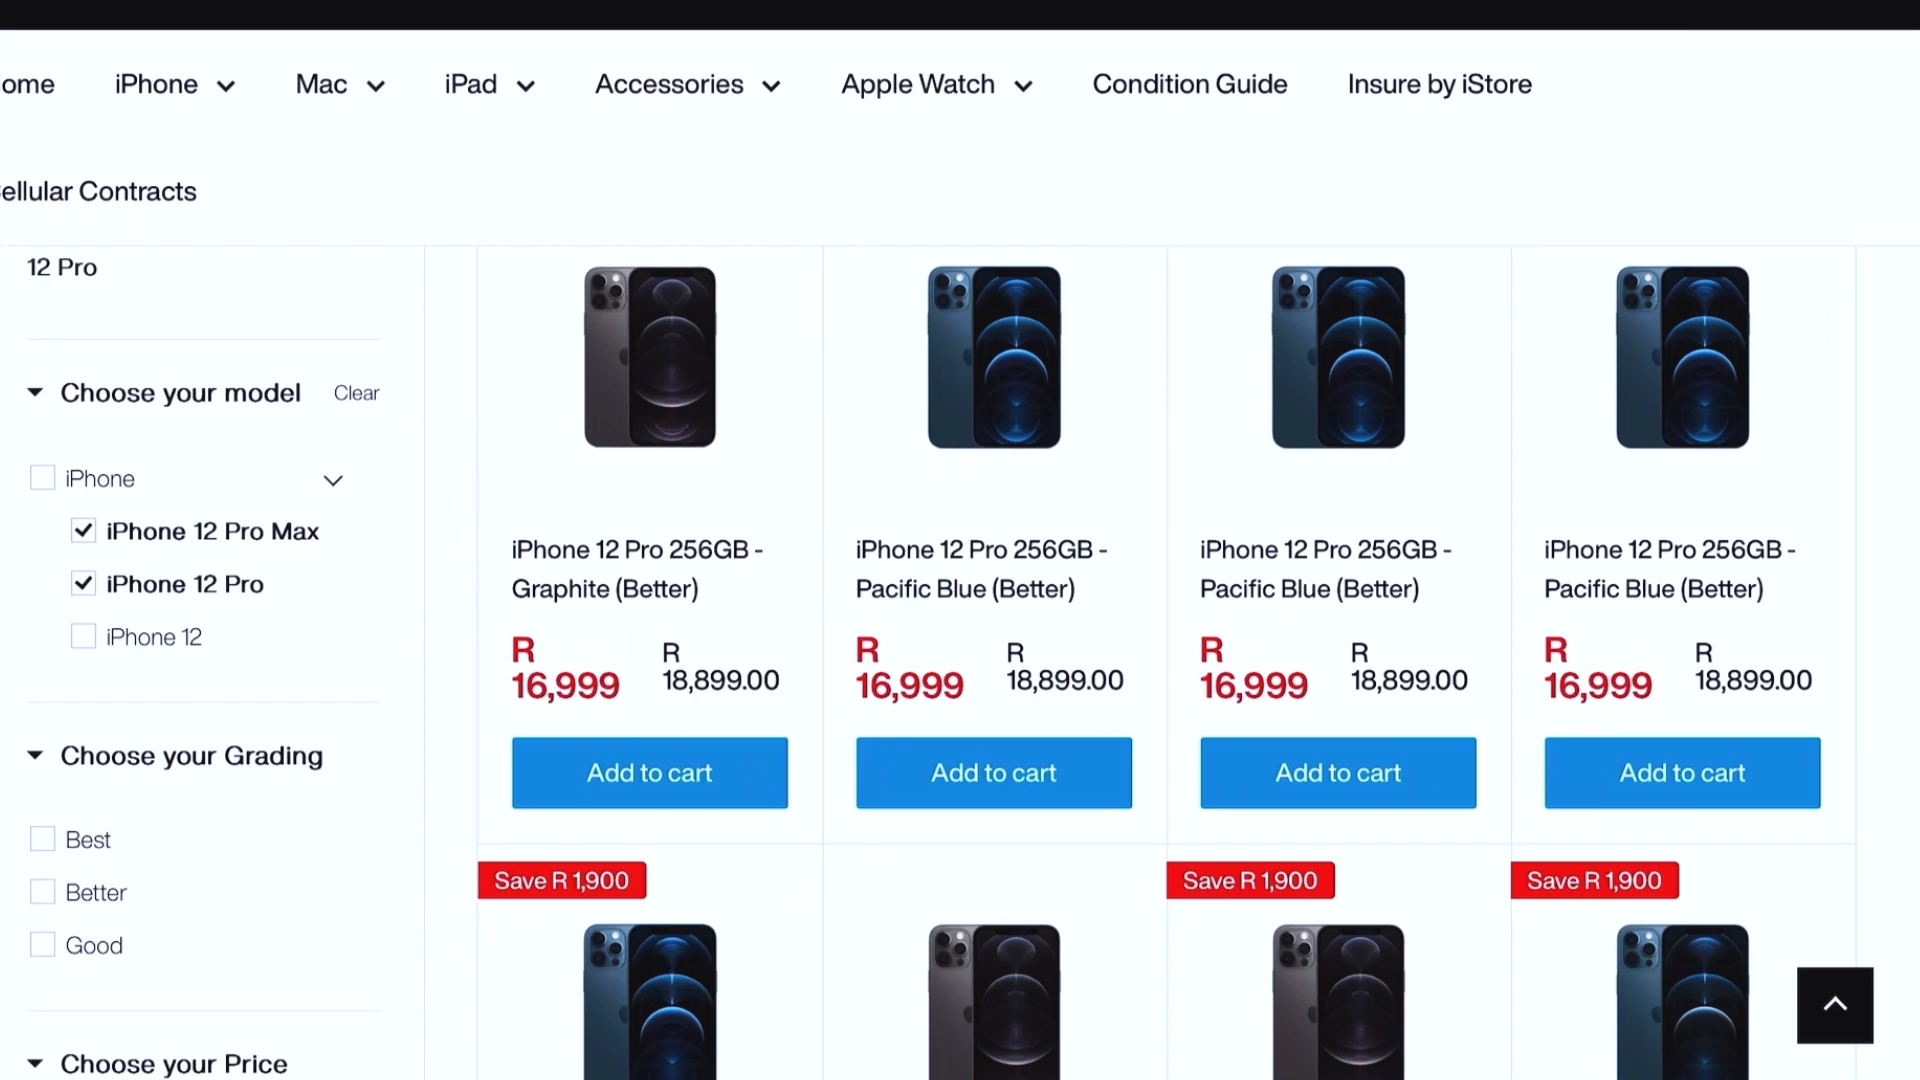 ome
iPhone
Mac
iPad
Accessories
Apple Watch
Condition Guide
Insure by iStore
ellular Contracts
12 Pro
Choose your model
Clear
iPhone
iPhone 12 Pro Max
iPhone 12 Pro
iPhone 12
Choose your Grading
Best
Better
Good
Choose your Price
iPhone 12 Pro 256GB -
Graphite (Better)
R
16,999
R
18,899.00
Add to cart
iPhone 12 Pro 256GB -
Pacific Blue (Better)
R
16,999
R
18,899.00
Add to cart
iPhone 12 Pro 256GB -
Pacific Blue (Better)
R
16,999
R
18,899.00
Add to cart
iPhone 12 Pro 256GB -
Pacific Blue (Better)
R
16,999
R
18,899.00
Add to cart
Save R 1,900
Save R 1,900
Save R 1,900